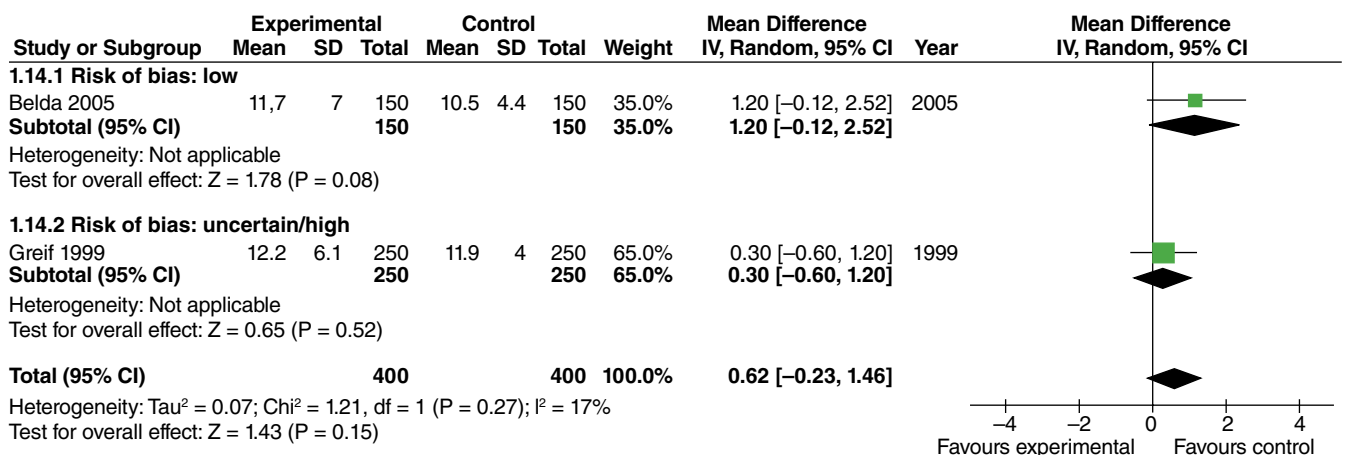 Experimental Control Mean Difference Mean Difference
Study or Subgroup Mean SD Total Mean SD Total Weight IV, Random, 95% CI Year IV, Random, 95% CI
1.14.1 Risk of bias: low
Belda 2005 11,7 7 150 10.5 4.4 150 35.0% 1.20 [–0.12, 2.52] 2005
Subtotal (95% CI) 150 150 35.0% 1.20 [–0.12, 2.52]
Heterogeneity: Not applicable
Test for overall effect: Z = 1.78 (P = 0.08)
1.14.2 Risk of bias: uncertain/high
Greif 1999 12.2 6.1 250 11.9 4 250 65.0% 0.30 [–0.60, 1.20] 1999
Subtotal (95% CI) 250 250 65.0% 0.30 [–0.60, 1.20]
Heterogeneity: Not applicable
Test for overall effect: Z = 0.65 (P = 0.52)
Total (95% CI) 400 400 100.0% 0.62 [–0.23, 1.46]
Heterogeneity: Tau² = 0.07; Chi² = 1.21, df = 1 (P = 0.27); I² = 17%
Test for overall effect: Z = 1.43 (P = 0.15)
–4 –2 0 2 4
Favours experimental Favours control